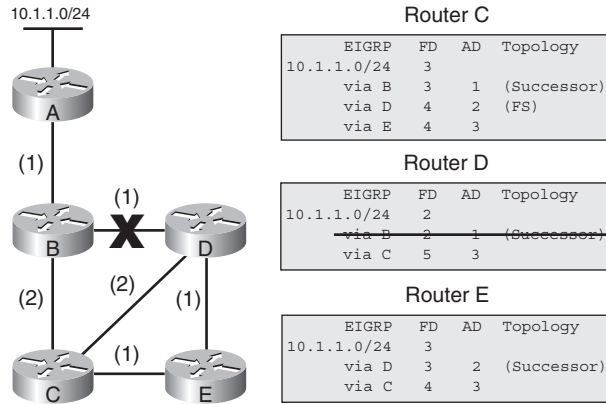 10.1.1.0/24
A
(1)
(1)
B
D
(2)
(2)
(1)
(1)
C
E
Router C
EIGRP FD AD Topology
10.1.1.0/24 3
via B 3 1 (Successor)
via D 4 2 (FS)
via E 4 3
Router D
EIGRP FD AD Topology
10.1.1.0/24 2
via B 2 1 (Successor)
via C 5 3
Router E
EIGRP FD AD Topology
10.1.1.0/24 3
via D 3 2 (Successor)
via C 4 3